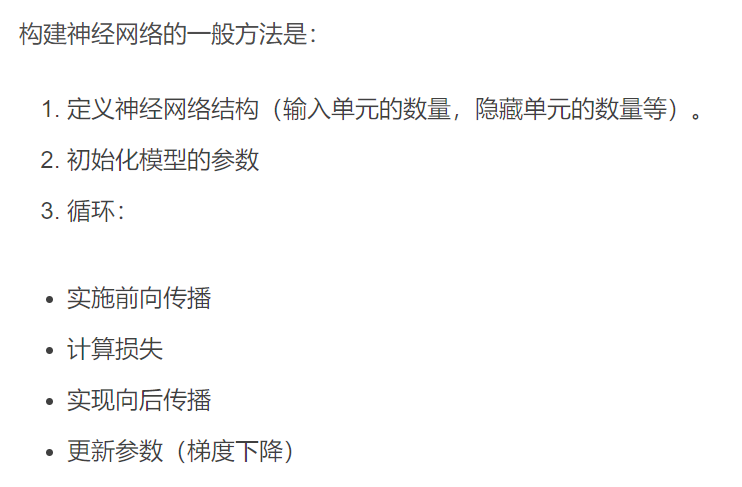 构建神经网络的一般方法是：
1. 定义神经网络结构（输入单元的数量，隐藏单元的数量等）。
2. 初始化模型的参数
3. 循环：
• 实施前向传播
• 计算损失
• 实现向后传播
• 更新参数（梯度下降）